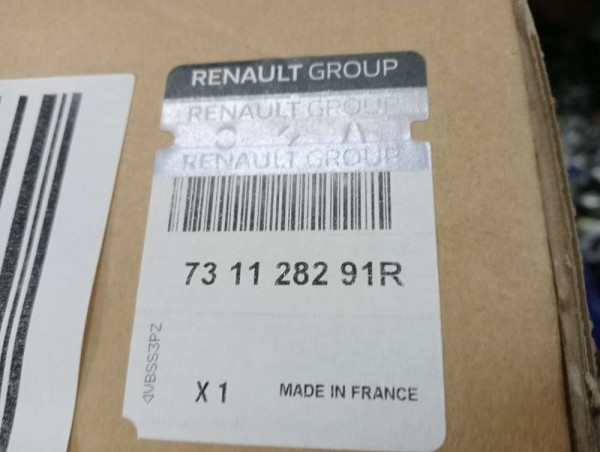 RENAULT GROUP
RENAULT GROUP
RENAULT GROUP
73 11 282 91R
VBSS3PZ
X 1
MADE IN FRANCE